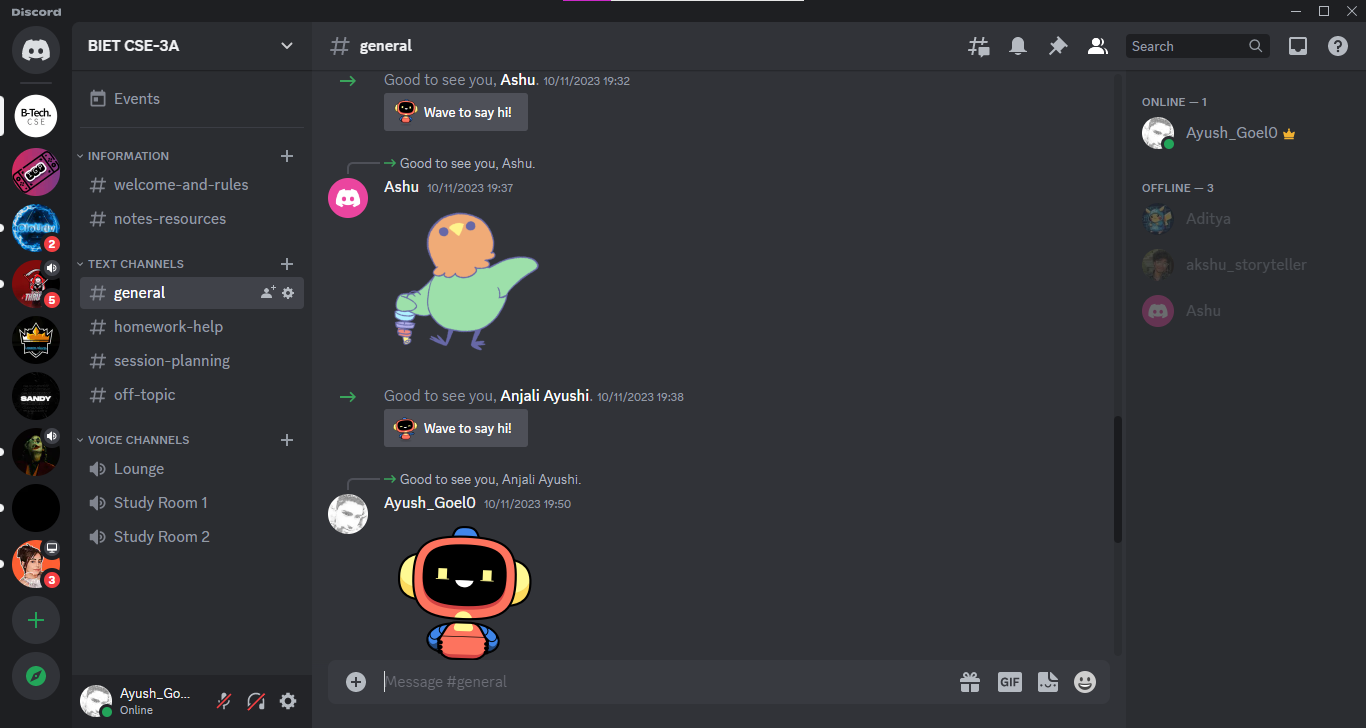 Discord
BIET CSE-3A
general
Search
B-Tech.
CSE
2
5
SANDY
3
Events
INFORMATION
welcome-and-rules
notes-resources
TEXT CHANNELS
general
homework-help
session-planning
off-topic
VOICE CHANNELS
Lounge
Study Room 1
Study Room 2
Ayush_Go...
Online
Good to see you, Ashu. 10/11/2023 19:32
Wave to say hi!
Good to see you, Ashu.
Ashu 10/11/2023 19:37
Good to see you, Anjali Ayushi. 10/11/2023 19:38
Wave to say hi!
Good to see you, Anjali Ayushi.
Ayush_Goel0 10/11/2023 19:50
Message #general
GIF
ONLINE — 1
Ayush_Goel0
OFFLINE — 3
Aditya
akshu_storyteller
Ashu